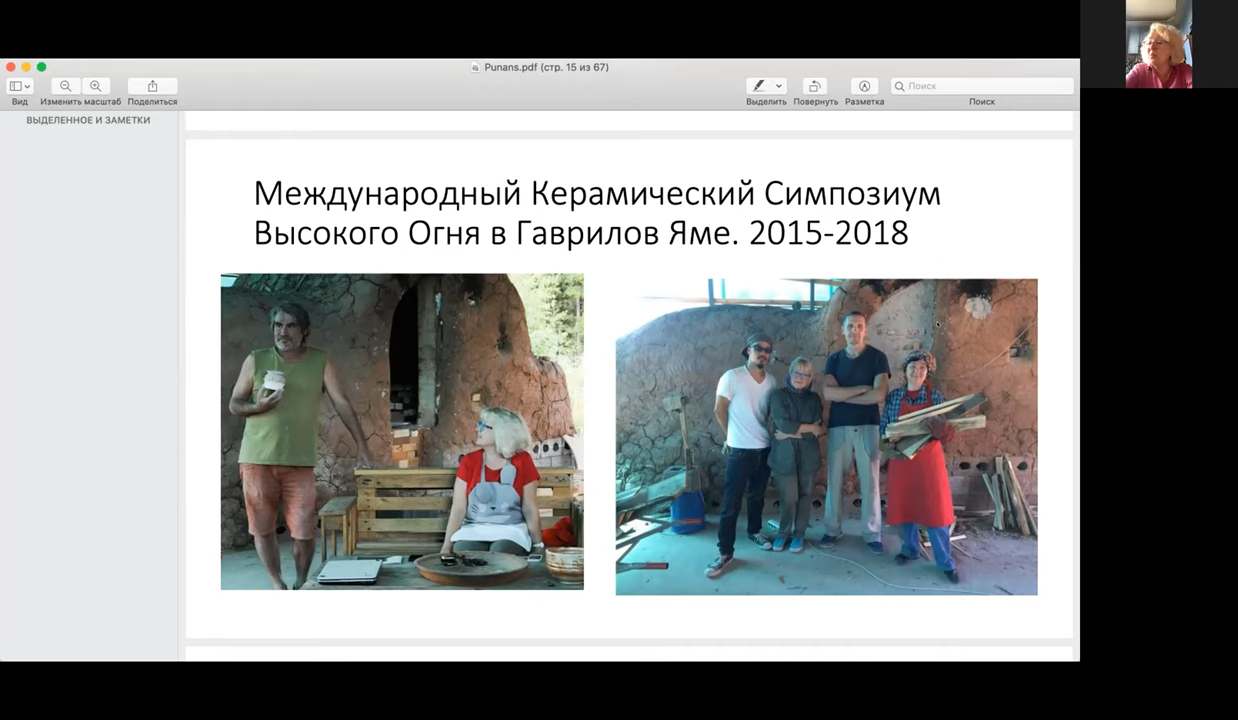 Punans.pdf (стр. 15 из 67)
Вид
Изменить масштаб
Поделиться
Выделить
Повернуть
Разметка
Поиск
Поиск
ВЫДЕЛЕННОЕ И ЗАМЕТКИ
Международный Керамический Симпозиум
Высокого Огня в Гаврилов Яме. 2015-2018